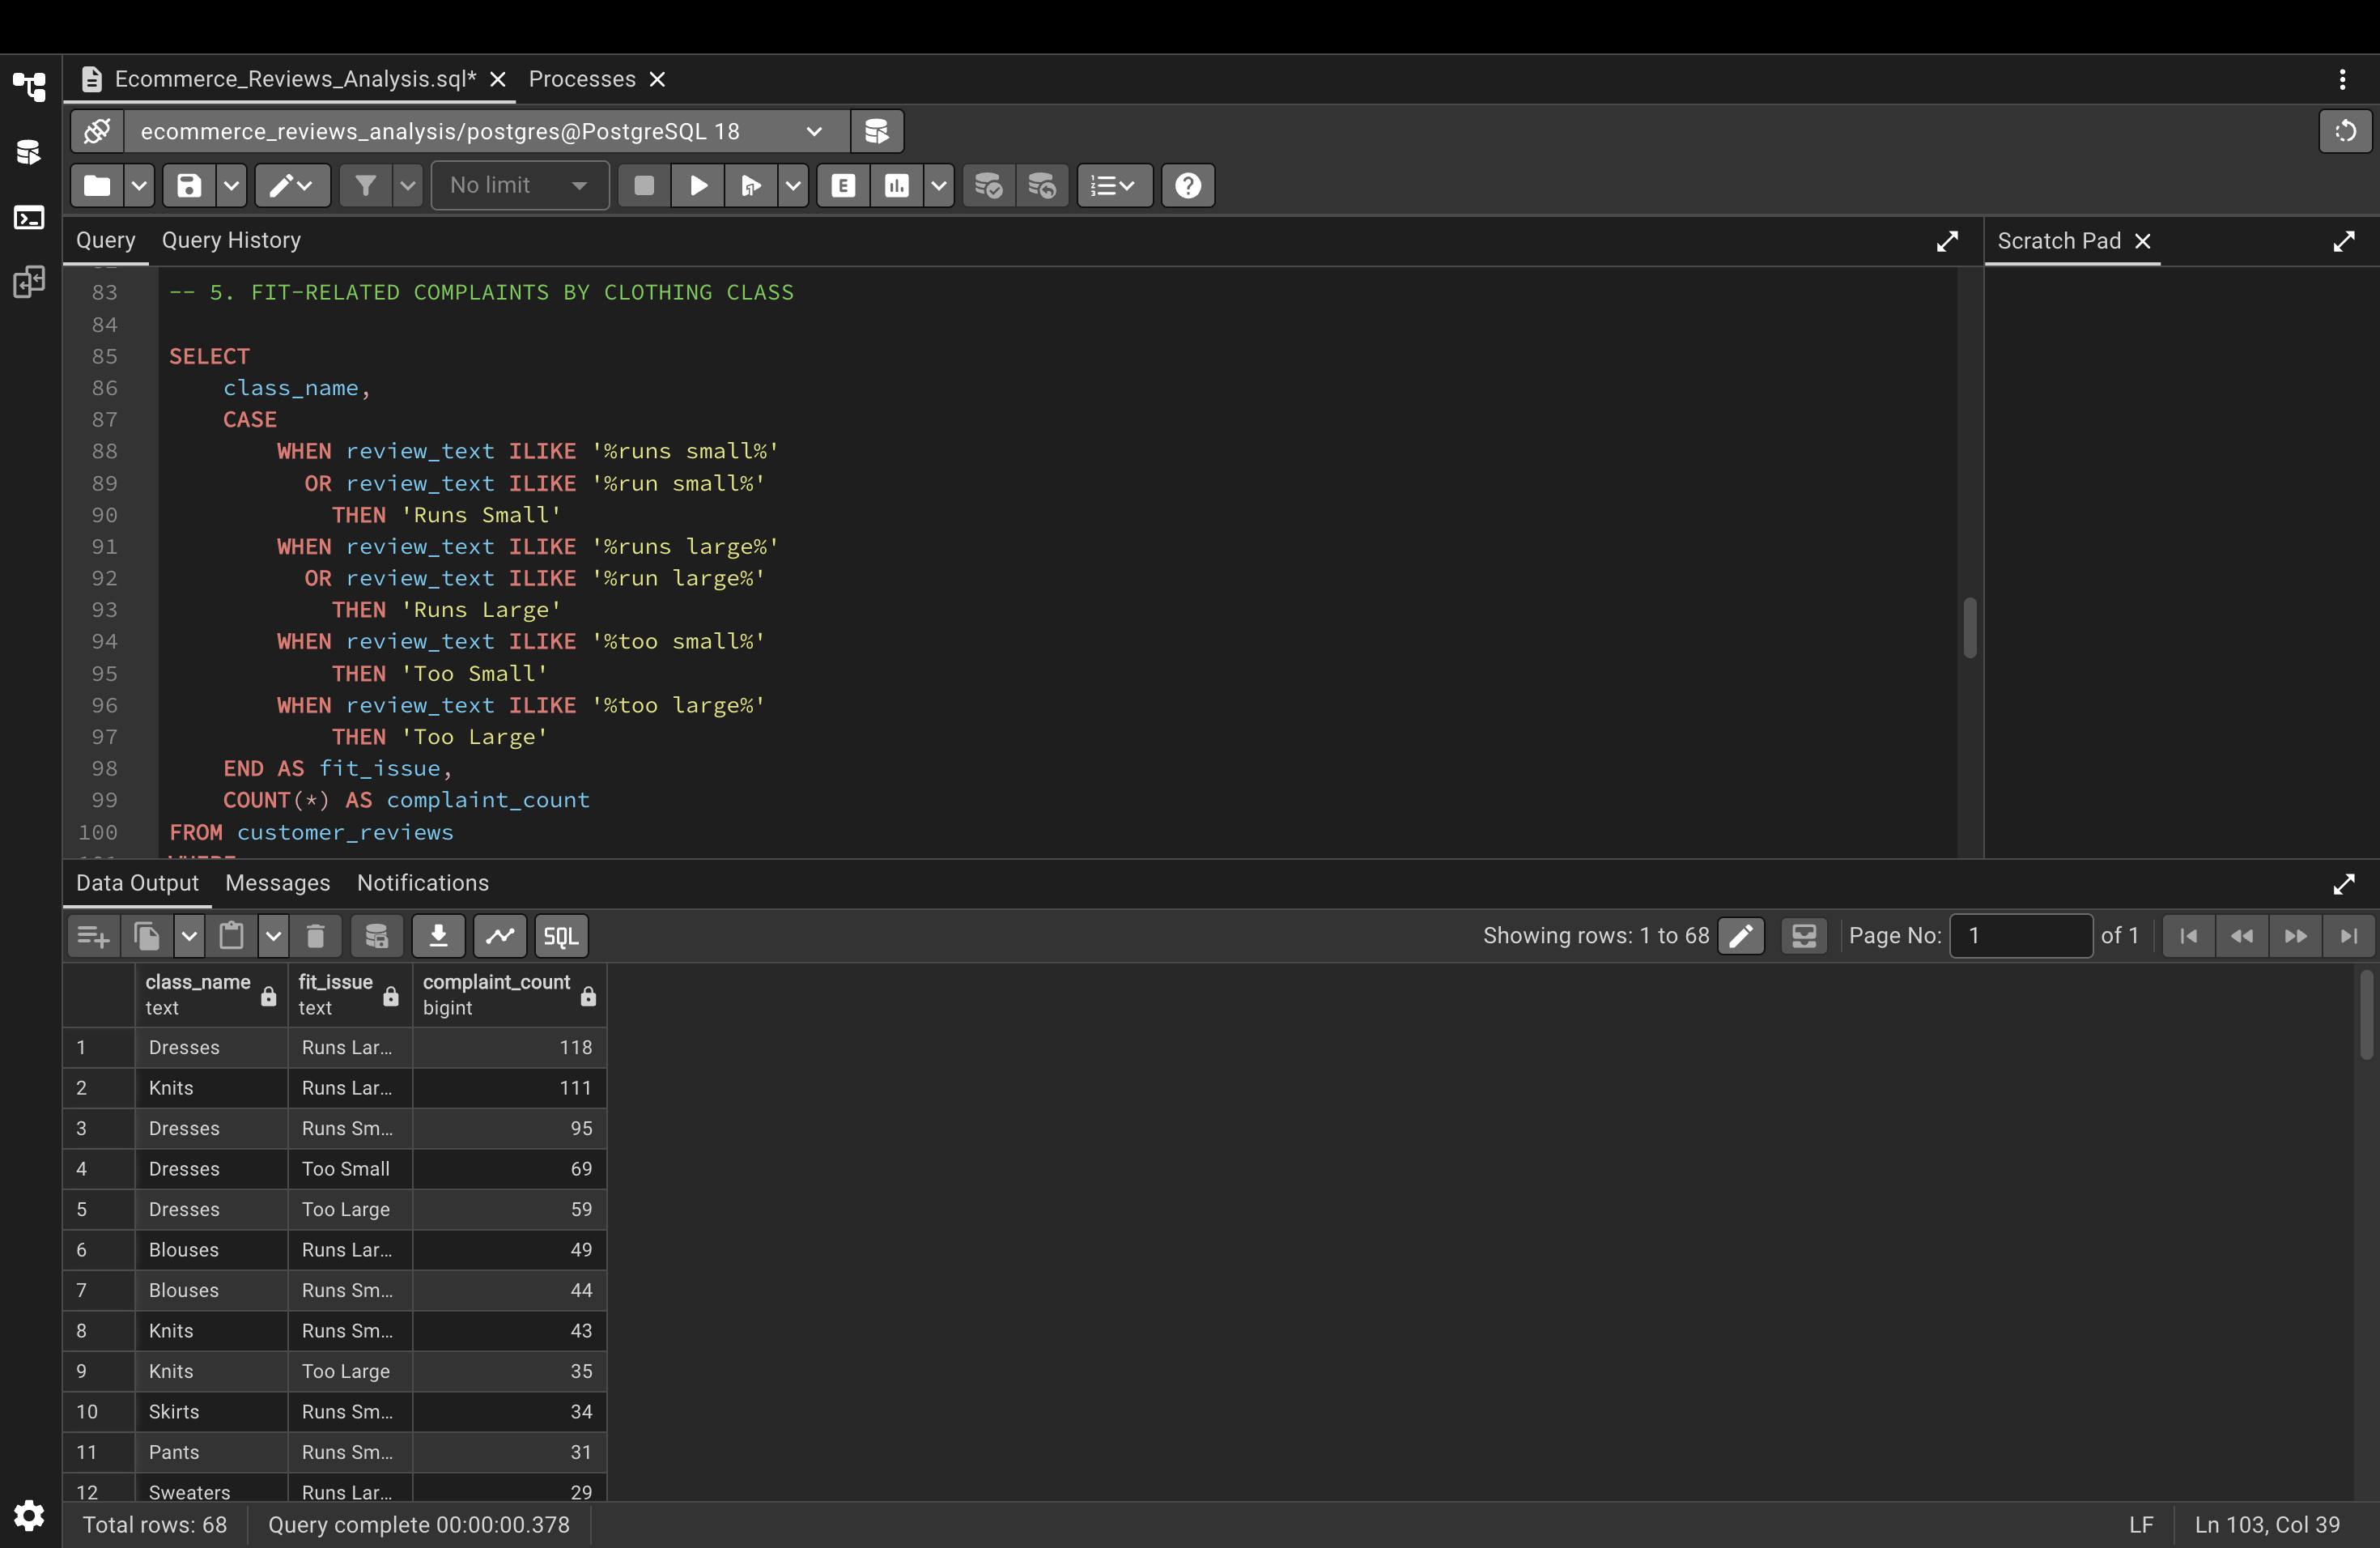 Ecommerce_Reviews_Analysis.sql* Processes
ecommerce_reviews_analysis/postgres@PostgreSQL 18
No limit
Query Query History Scratch Pad
83 -- 5. FIT-RELATED COMPLAINTS BY CLOTHING CLASS
84
85 SELECT
86 class_name,
87 CASE
88 WHEN review_text ILIKE '%runs small%'
89 OR review_text ILIKE '%run small%'
90 THEN 'Runs Small'
91 WHEN review_text ILIKE '%runs large%'
92 OR review_text ILIKE '%run large%'
93 THEN 'Runs Large'
94 WHEN review_text ILIKE '%too small%'
95 THEN 'Too Small'
96 WHEN review_text ILIKE '%too large%'
97 THEN 'Too Large'
98 END AS fit_issue,
99 COUNT(*) AS complaint_count
100 FROM customer_reviews
Data Output Messages Notifications
SQL Showing rows: 1 to 68 Page No: 1 of 1
class_name fit_issue complaint_count
text text bigint
1 Dresses Runs Lar... 118
2 Knits Runs Lar... 111
3 Dresses Runs Sm... 95
4 Dresses Too Small 69
5 Dresses Too Large 59
6 Blouses Runs Lar... 49
7 Blouses Runs Sm... 44
8 Knits Runs Sm... 43
9 Knits Too Large 35
10 Skirts Runs Sm... 34
11 Pants Runs Sm... 31
12 Sweaters Runs Lar... 29
Total rows: 68 Query complete 00:00:00.378 LF Ln 103, Col 39